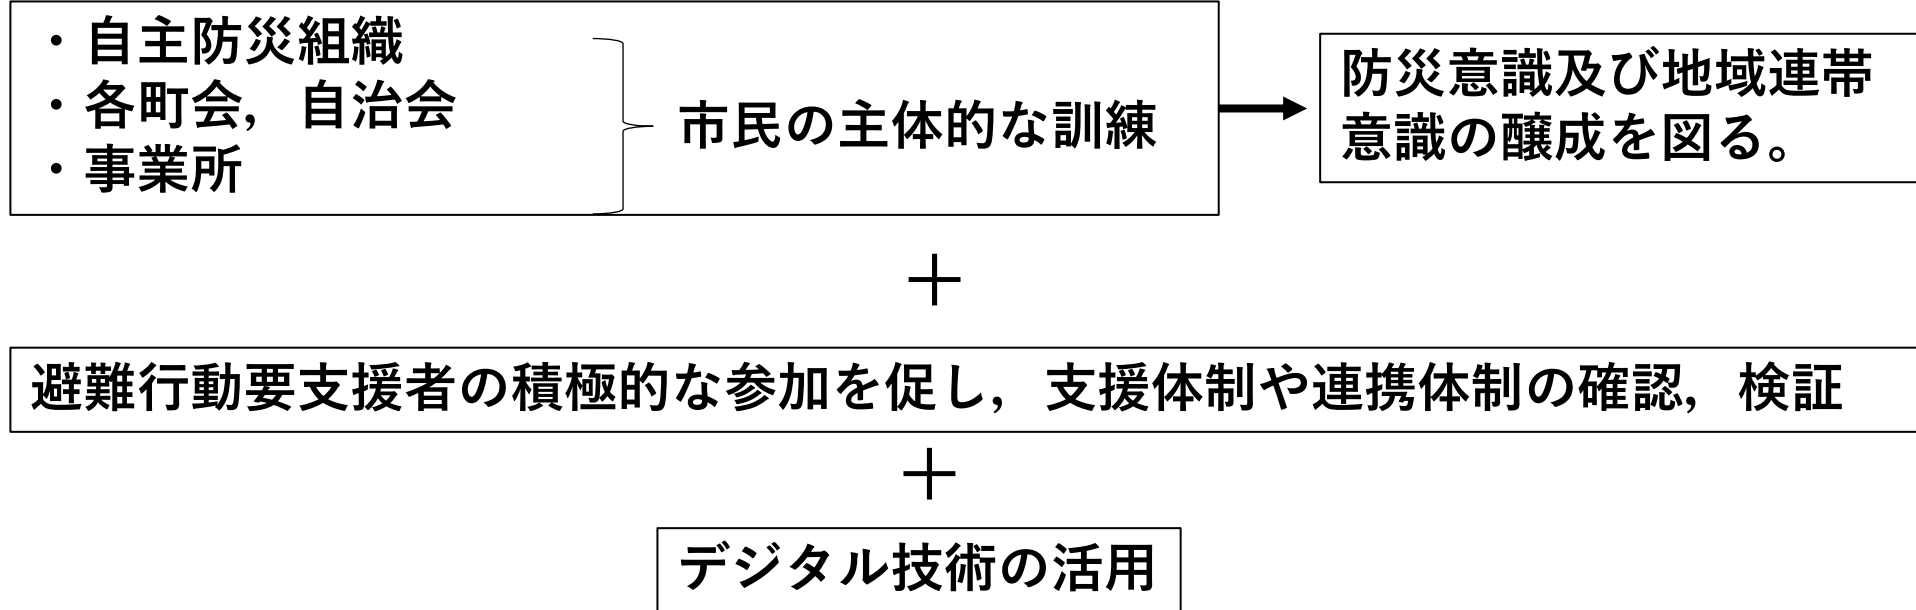 ・自主防災組織
・各町会，自治会
・事業所
市民の主体的な訓練
防災意識及び地域連帯
意識の醸成を図る。
＋
避難行動要支援者の積極的な参加を促し，支援体制や連携体制の確認，検証
＋
デジタル技術の活用